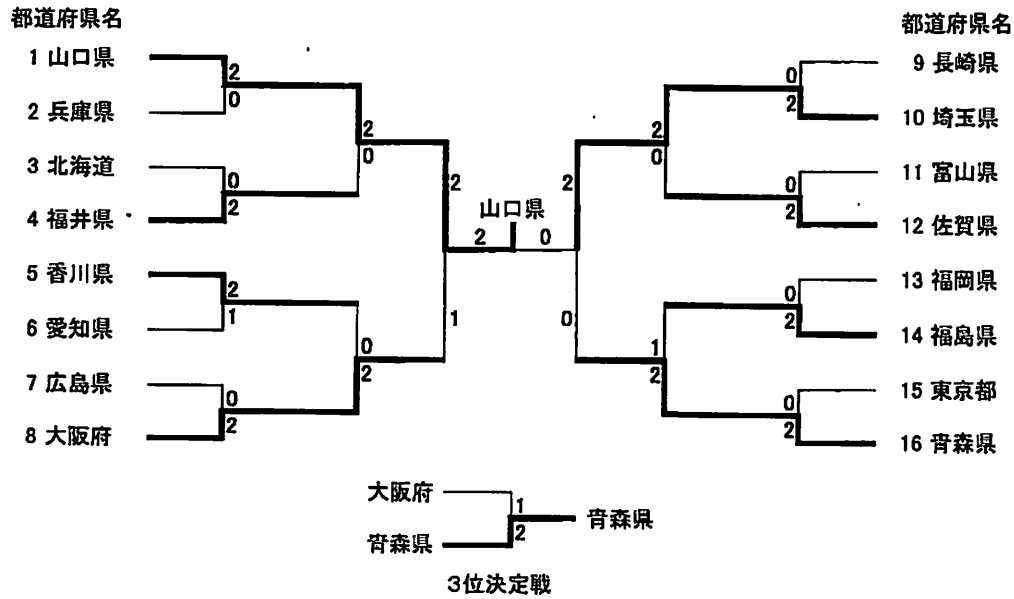 都道府県名
1 山口県
2
0
2 兵庫県
2
0
3 北海道
0
2
4 福井県
2
5 香川県
2
1
6 愛知県
1
0
2
7 広島県
0
2
8 大阪府
山口県
2 0
都道府県名
0
9 長崎県
2
10 埼玉県
2
0
11 富山県
0
2
12 佐賀県
2
13 福岡県
0
2
14 福島県
0
1
2
15 東京都
0
2
16 青森県
大阪府
1
青森県
2
青森県
3位決定戦